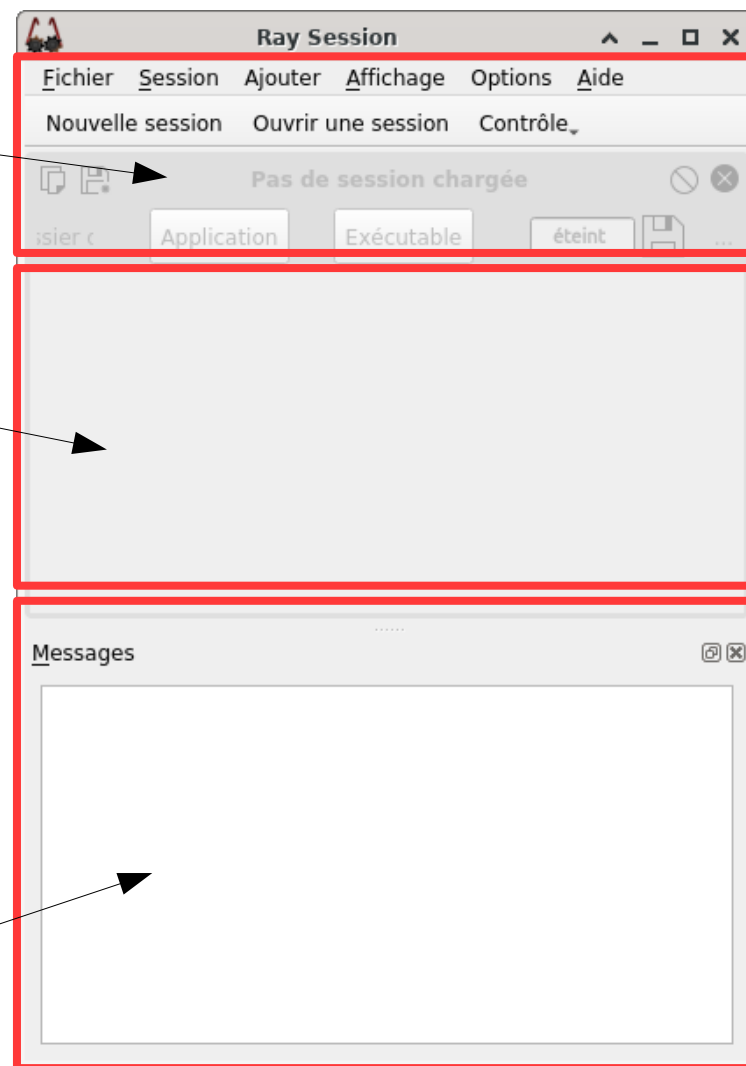 Ray Session
Fichier Session Ajouter Affichage Options Aide
Nouvelle session Ouvrir une session Contrôle
Pas de session chargée
Application Exécutable éteint ...
Messages